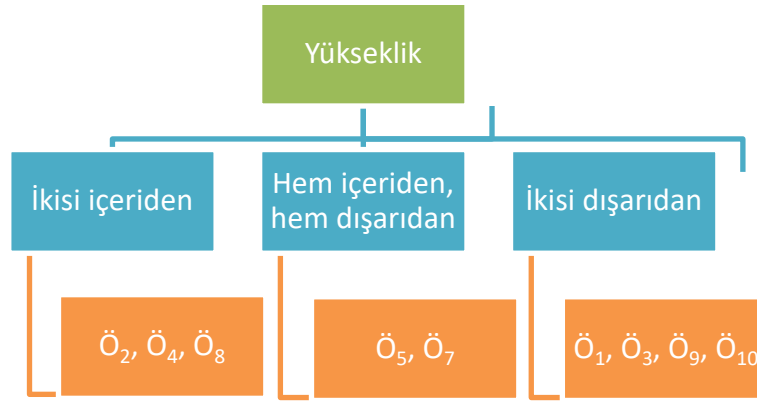 Yükseklik
İkisi içeriden
Hem içeriden,
hem dışarıdan
İkisi dışarıdan
Ö₂, Ö₄, Ö₈
Ö₅, Ö₇
Ö₁, Ö₃, Ö₉, Ö₁₀